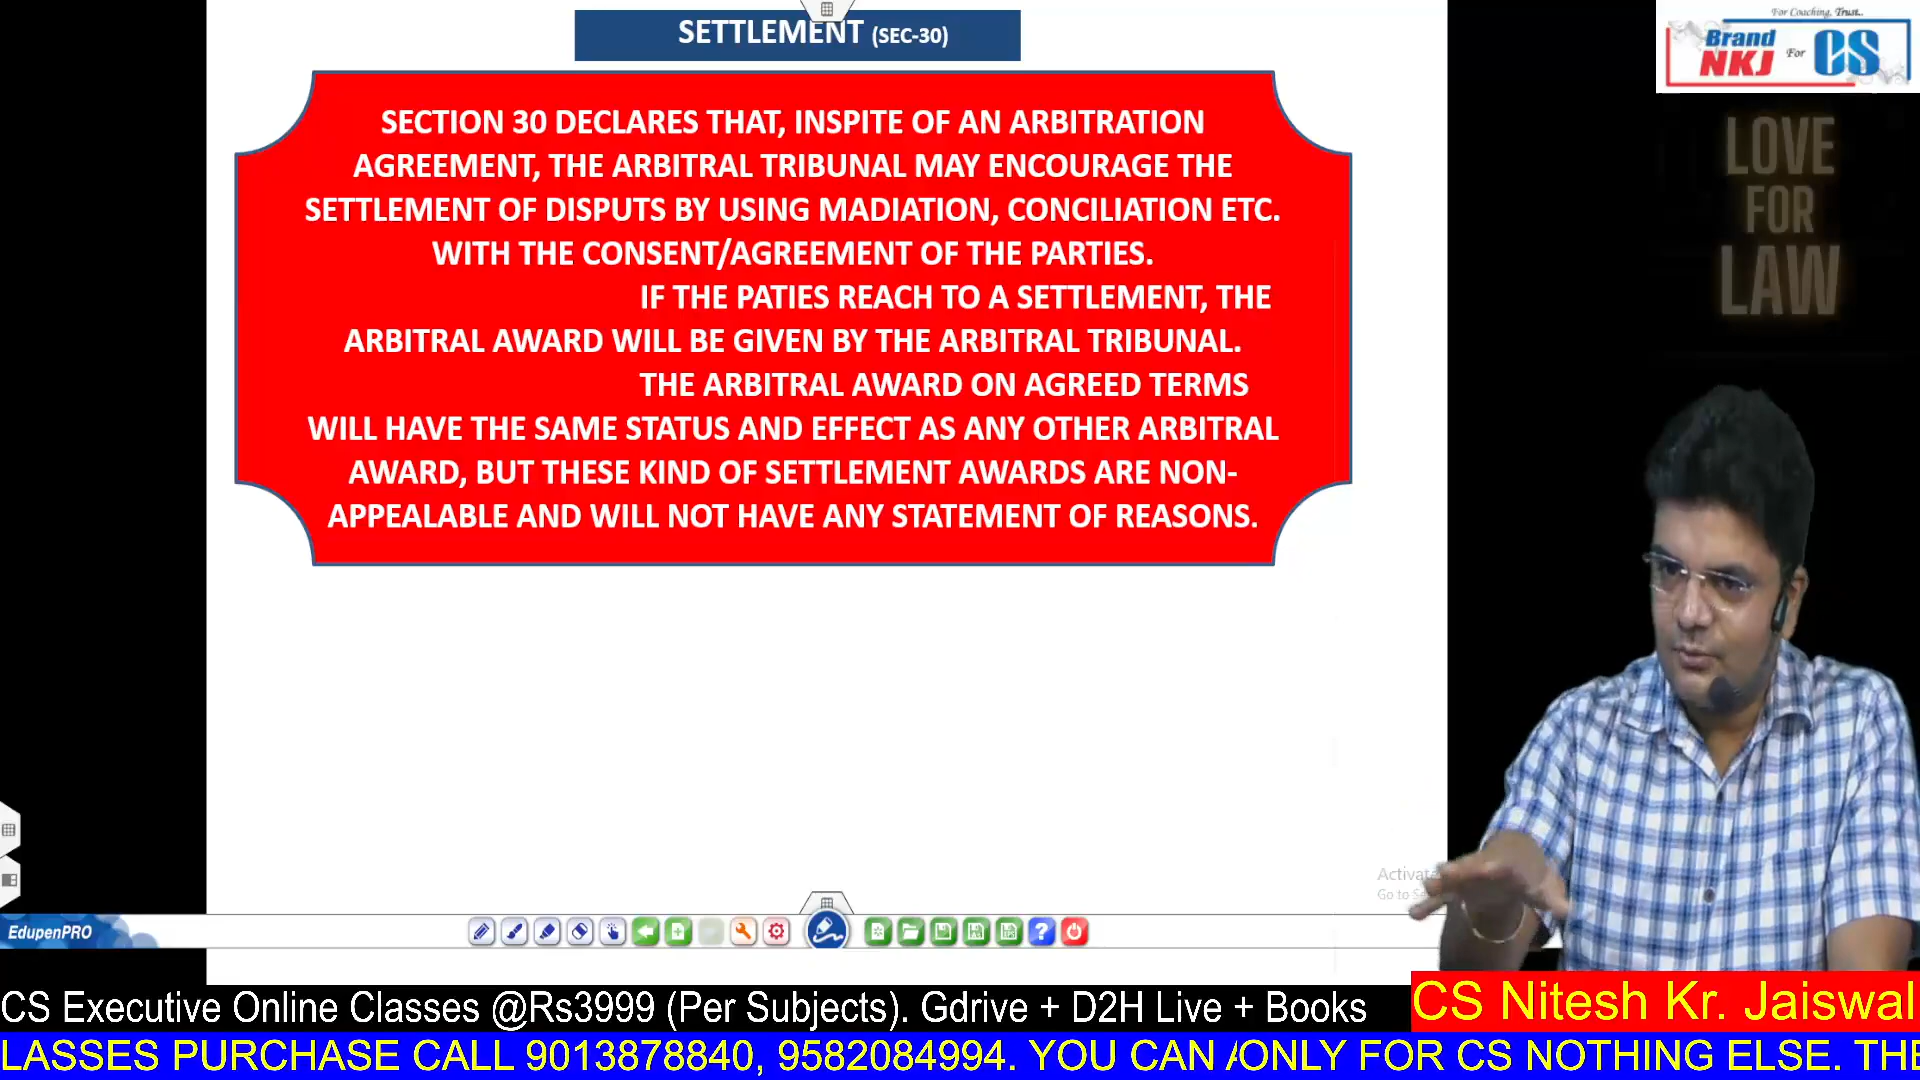 SETTLEMENT (SEC-30)
SECTION 30 DECLARES THAT, INSPITE OF AN ARBITRATION
AGREEMENT, THE ARBITRAL TRIBUNAL MAY ENCOURAGE THE
SETTLEMENT OF DISPUTS BY USING MADIATION, CONCILIATION ETC.
WITH THE CONSENT/AGREEMENT OF THE PARTIES.
IF THE PATIES REACH TO A SETTLEMENT, THE
ARBITRAL AWARD WILL BE GIVEN BY THE ARBITRAL TRIBUNAL.
THE ARBITRAL AWARD ON AGREED TERMS
WILL HAVE THE SAME STATUS AND EFFECT AS ANY OTHER ARBITRAL
AWARD, BUT THESE KIND OF SETTLEMENT AWARDS ARE NON-
APPEALABLE AND WILL NOT HAVE ANY STATEMENT OF REASONS.
For Coaching, Trust..
Brand
NKJ For CS
LOVE
FOR
LAW
Activate
Go to Se
EdupenPRO
?
CS Executive Online Classes @Rs3999 (Per Subjects). Gdrive + D2H Live + Books
CS Nitesh Kr. Jaiswal
LASSES PURCHASE CALL 9013878840, 9582084994. YOU CAN
ONLY FOR CS NOTHING ELSE. THE